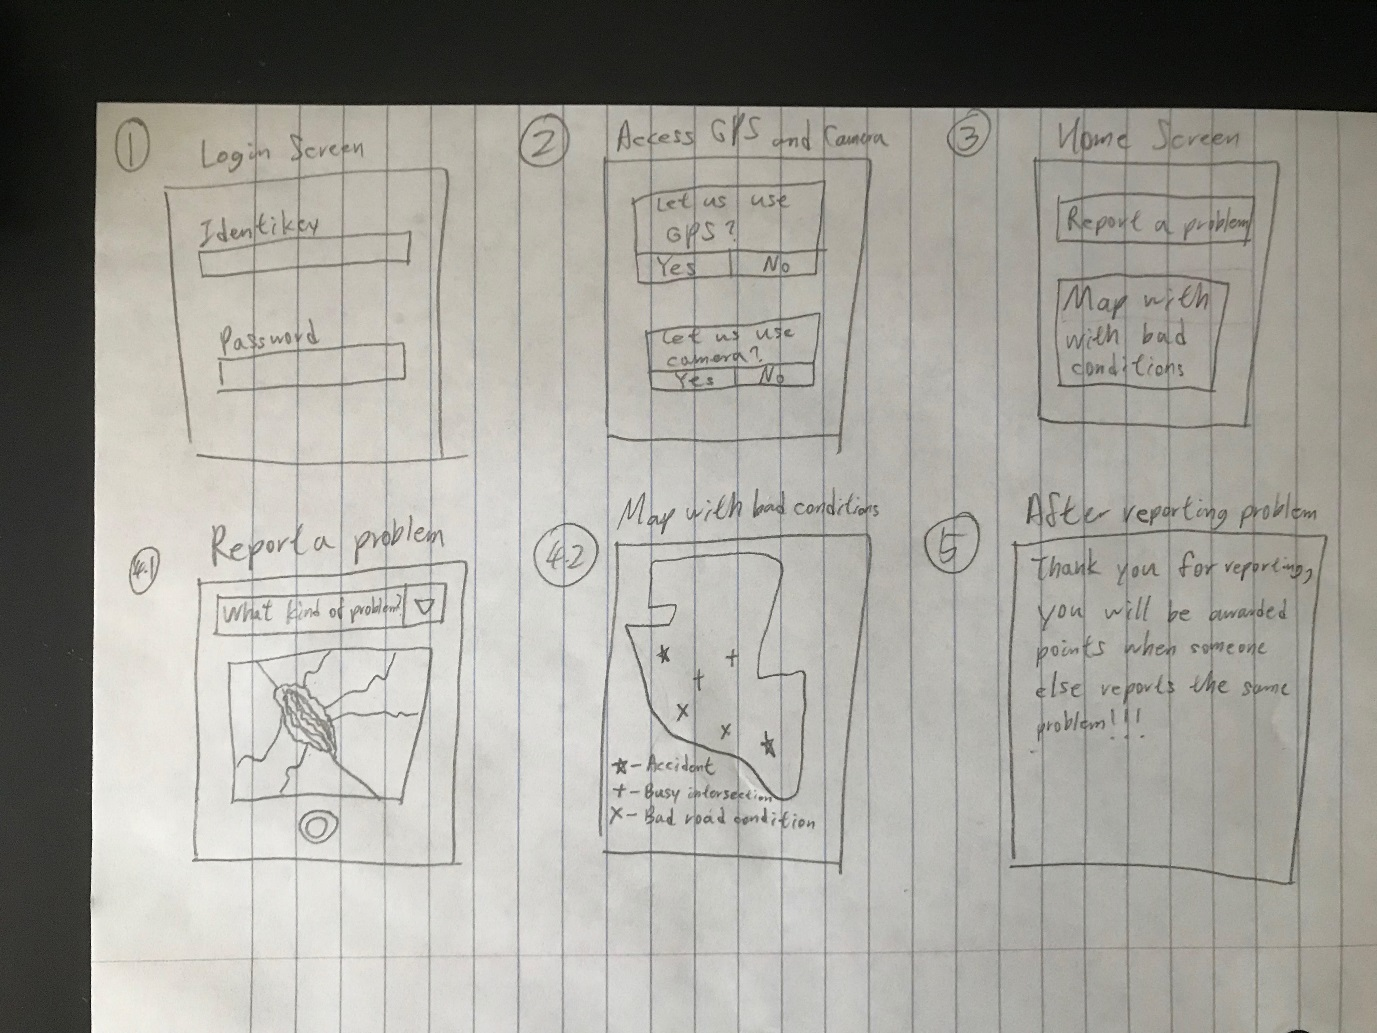 1
Login Screen
Identikey
Password
2
Access GPS and Camera
Let us use
GPS?
Yes No
Let us use
camera?
Yes No
3
Home Screen
Report a problem
Map with
with bad
conditions
4.1
Report a problem
What kind of problem?
4.2
Map with bad conditions
- Accident
+ - Busy intersection
X - Bad road condition
5
After reporting problem
Thank you for reporting,
you will be awarded
points when someone
else reports the same
problem!!!